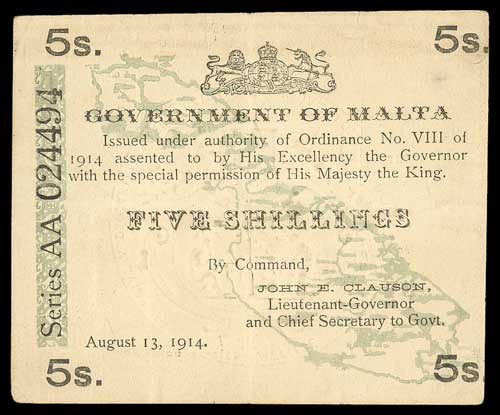 5s. 5s.
GOVERNMENT OF MALTA
Issued under authority of Ordinance No. VIII of
1914 assented to by His Excellency the Governor
with the special permission of His Majesty the King.
Series AA 024494
FIVE SHILLINGS
By Command,
JOHN E. CLAUSON,
Lieutenant-Governor
and Chief Secretary to Govt.
August 13, 1914.
5s. 5s.